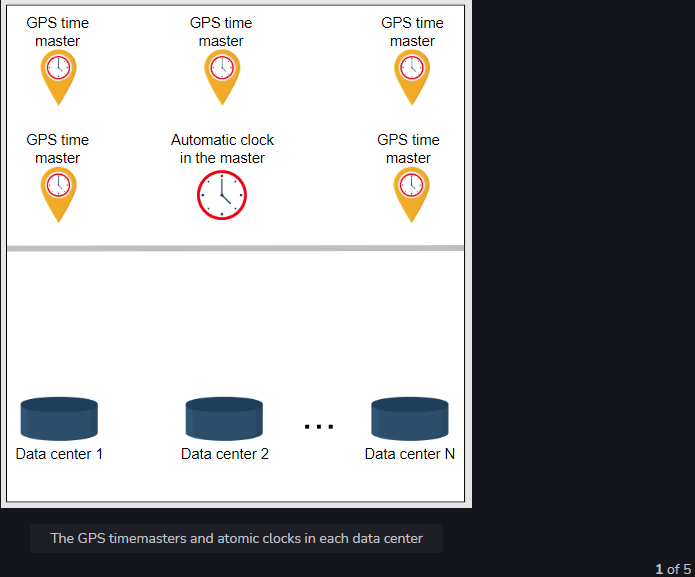 GPS time GPS time GPS time
master master master
GPS time Automatic clock GPS time
master in the master master
...
Data center 1 Data center 2 Data center N
The GPS timemasters and atomic clocks in each data center
1 of 5